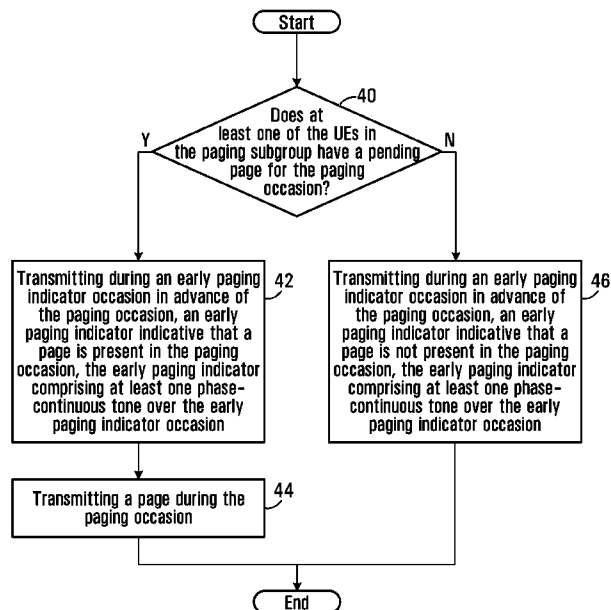 Start
40
Does at
least one of the UEs in
the paging subgroup have a pending
page for the paging
occasion?
Y
N
42
Transmitting during an early paging
indicator occasion in advance of
the paging occasion, an early
paging indicator indicative that a
page is present in the paging
occasion, the early paging indicator
comprising at least one phase-
continuous tone over the early
paging indicator occasion
46
Transmitting during an early paging
indicator occasion in advance of
the paging occasion, an early
paging indicator indicative that a
page is not present in the paging
occasion, the early paging indicator
comprising at least one phase-
continuous tone over the early
paging indicator occasion
44
Transmitting a page during the
paging occasion
End